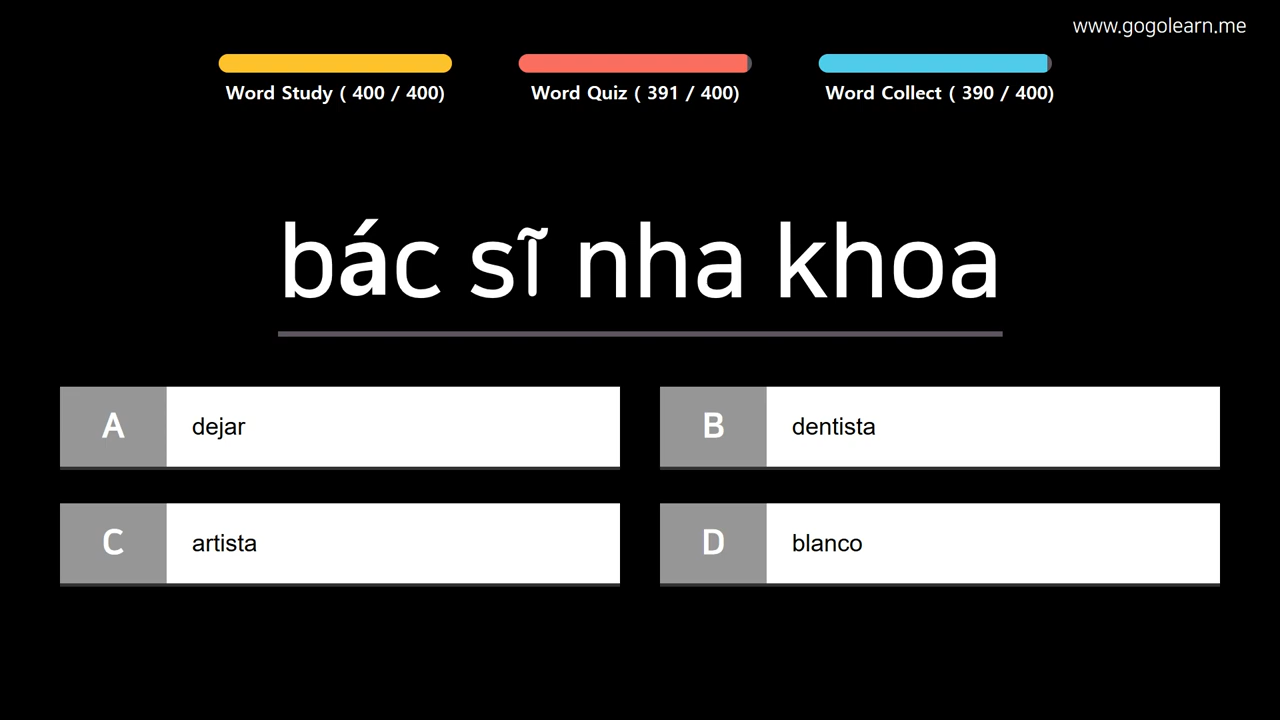 www.gogolearn.me
Word Study ( 400 / 400)
Word Quiz ( 391 / 400)
Word Collect ( 390 / 400)
bác sĩ nha khoa
A dejar
B dentista
C artista
D blanco